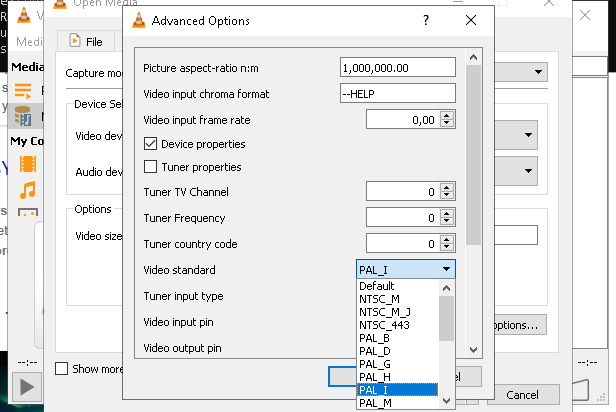 Open Media
Advanced Options
?
Media
File
Picture aspect-ratio n:m
1,000,000.00
Video input chroma format
--HELP
Video input frame rate
0,00
Device properties
Tuner properties
Tuner TV Channel
0
Tuner Frequency
0
Tuner country code
0
Video standard
PAL_I
Tuner input type
Video input pin
Video output pin
Default
NTSC_M
NTSC_M_J
NTSC_443
PAL_B
PAL_D
PAL_G
PAL_H
PAL_I
PAL_M
Media
Capture mo
Device Sel
Video dev
Audio dev
My Co
Options
Video size
ptions...
Show more
el
Cancel
--:--
--:--